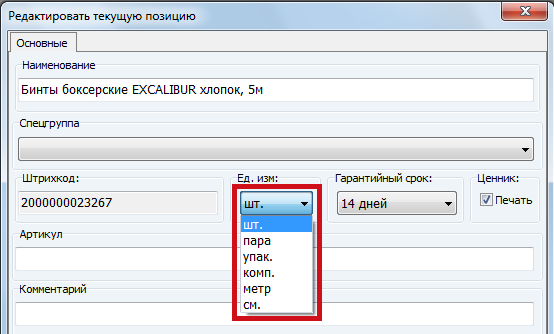 Редактировать текущую позицию
Основные
Наименование
Бинты боксерские EXCALIBUR хлопок, 5м
Спецгруппа
Штрихкод: Ед. изм: Гарантийный срок: Ценник:
2000000023267 шт. 14 дней Печать
шт.
пара
упак.
комп.
метр
см.
Артикул
Комментарий